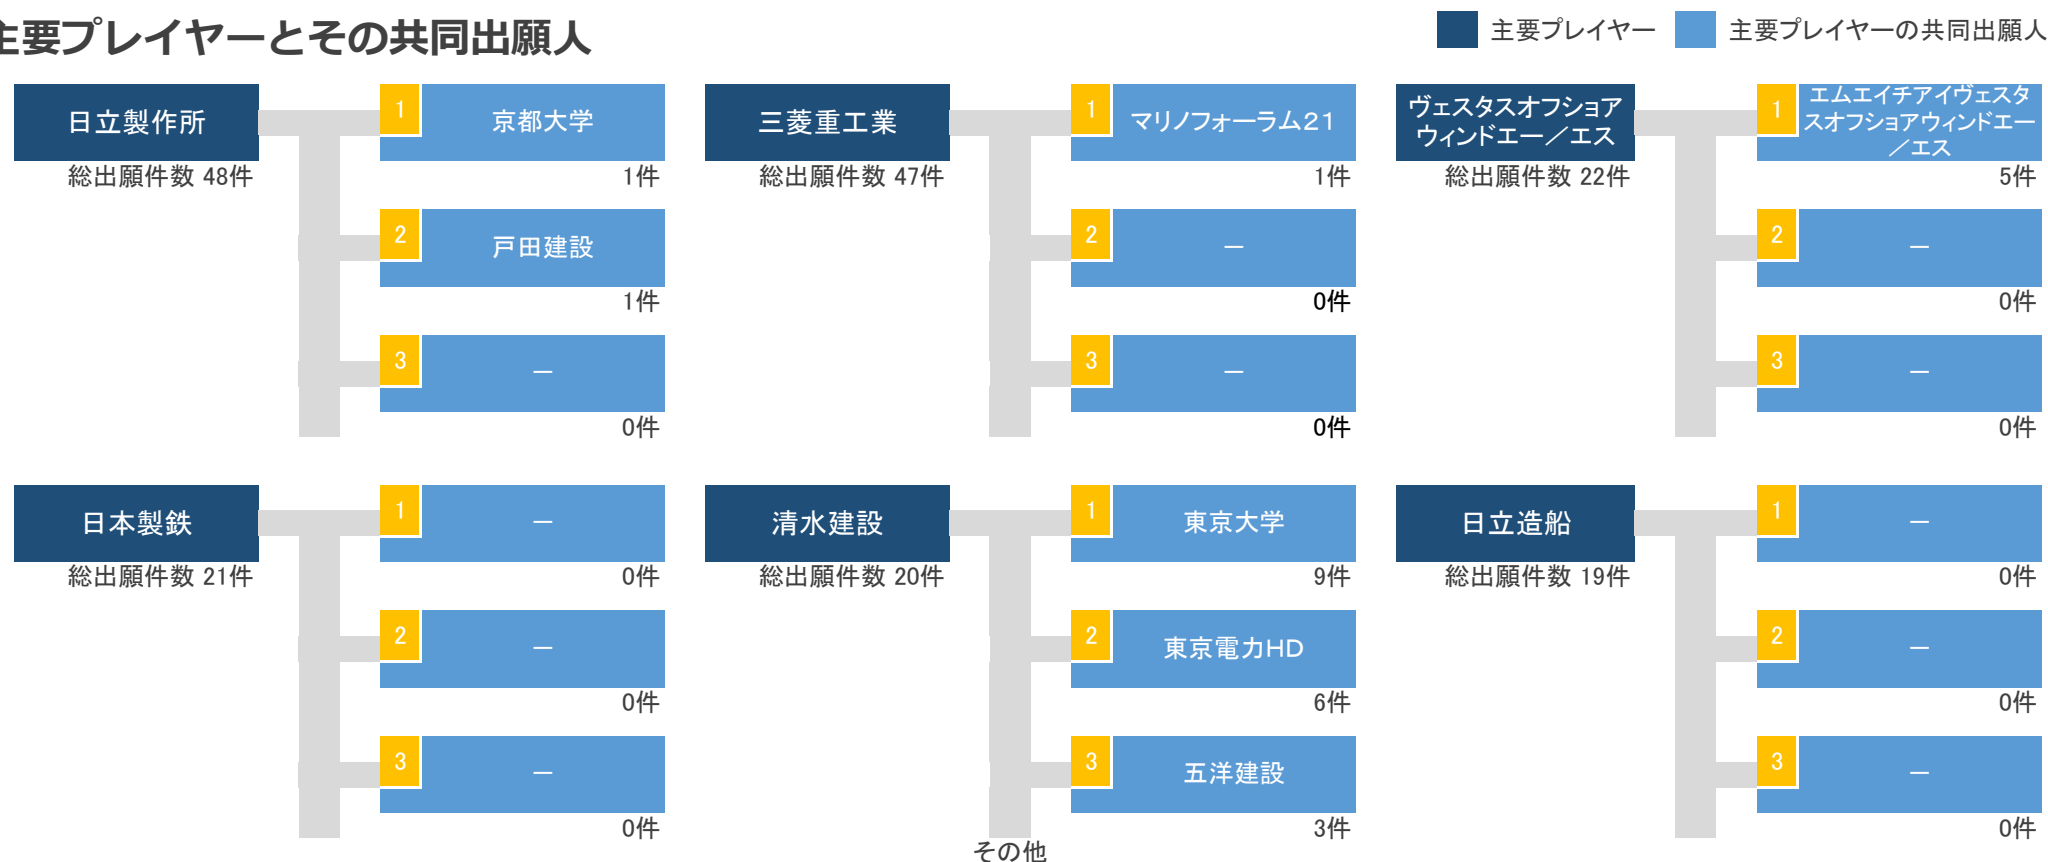 主要プレイヤーとその共同出願人
主要プレイヤー
主要プレイヤーの共同出願人
日立製作所
総出願件数 48件
1
京都大学
1件
2
戸田建設
1件
3
－
0件
三菱重工業
総出願件数 47件
1
マリノフォーラム21
1件
2
－
0件
3
－
0件
ヴェスタスオフショア
ウィンドエー／エス
総出願件数 22件
1
エムエイチアイヴェスタ
スオフショアウィンドエー
／エス
5件
2
－
0件
3
－
0件
日本製鉄
総出願件数 21件
1
－
0件
2
－
0件
3
－
0件
清水建設
総出願件数 20件
1
東京大学
9件
2
東京電力HD
6件
3
五洋建設
3件
その他
日立造船
総出願件数 19件
1
－
0件
2
－
0件
3
－
0件